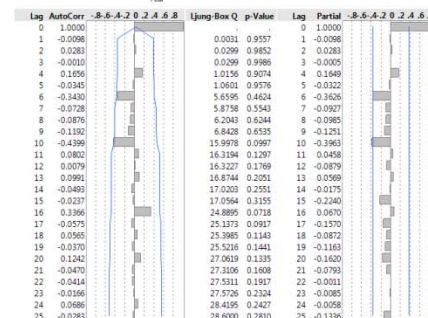 Lag AutoCorr -.8-.6-.4-.2 0 .2 .4 .6 .8 Ljung-Box Q p-Value Lag Partial -.8-.6-.4-.2 0 .2 .4 .6 .8
0 1.0000 . . 0 1.0000
1 -0.0098 0.0031 0.9557 1 -0.0098
2 0.0283 0.0299 0.9852 2 0.0283
3 -0.0010 0.0299 0.9986 3 -0.0005
4 0.1656 1.0156 0.9074 4 0.1649
5 -0.0345 1.0601 0.9576 5 -0.0322
6 -0.3430 5.6595 0.4624 6 -0.3626
7 -0.0728 5.8758 0.5543 7 -0.0927
8 -0.0876 6.2043 0.6244 8 -0.0985
9 -0.1192 6.8428 0.6535 9 -0.1251
10 -0.4399 15.9978 0.0997 10 -0.3963
11 0.0802 16.3194 0.1297 11 0.0458
12 0.0079 16.3227 0.1769 12 -0.0879
13 0.0991 16.8744 0.2051 13 0.0569
14 -0.0493 17.0203 0.2551 14 -0.0175
15 -0.0237 17.0564 0.3155 15 -0.2240
16 0.3366 24.8895 0.0718 16 0.0670
17 -0.0575 25.1373 0.0917 17 -0.1570
18 0.0565 25.3985 0.1143 18 -0.0872
19 -0.0370 25.5216 0.1441 19 -0.1163
20 0.1242 27.0619 0.1335 20 -0.1620
21 -0.0470 27.3106 0.1608 21 -0.0793
22 -0.0414 27.5311 0.1917 22 -0.0011
23 -0.0166 27.5726 0.2324 23 -0.0085
24 0.0686 28.4195 0.2427 24 -0.0058
25 -0.0283 28.6000 0.2810 25 -0.1336